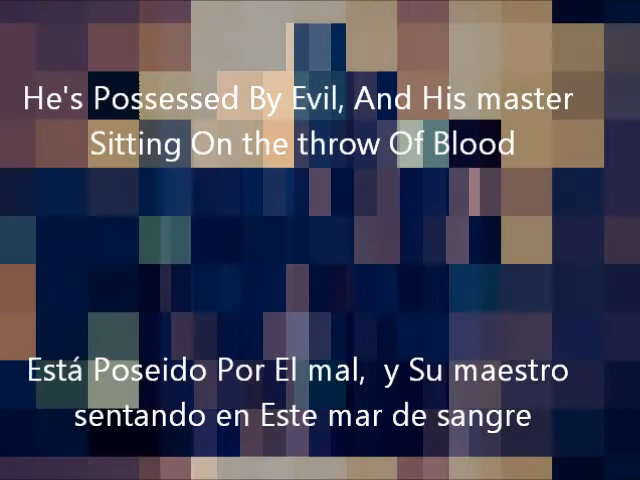 He's Possessed By Evil, And His master
Sitting On the throw Of Blood
Está Poseido Por El mal,  y Su maestro
sentando en Este mar de sangre